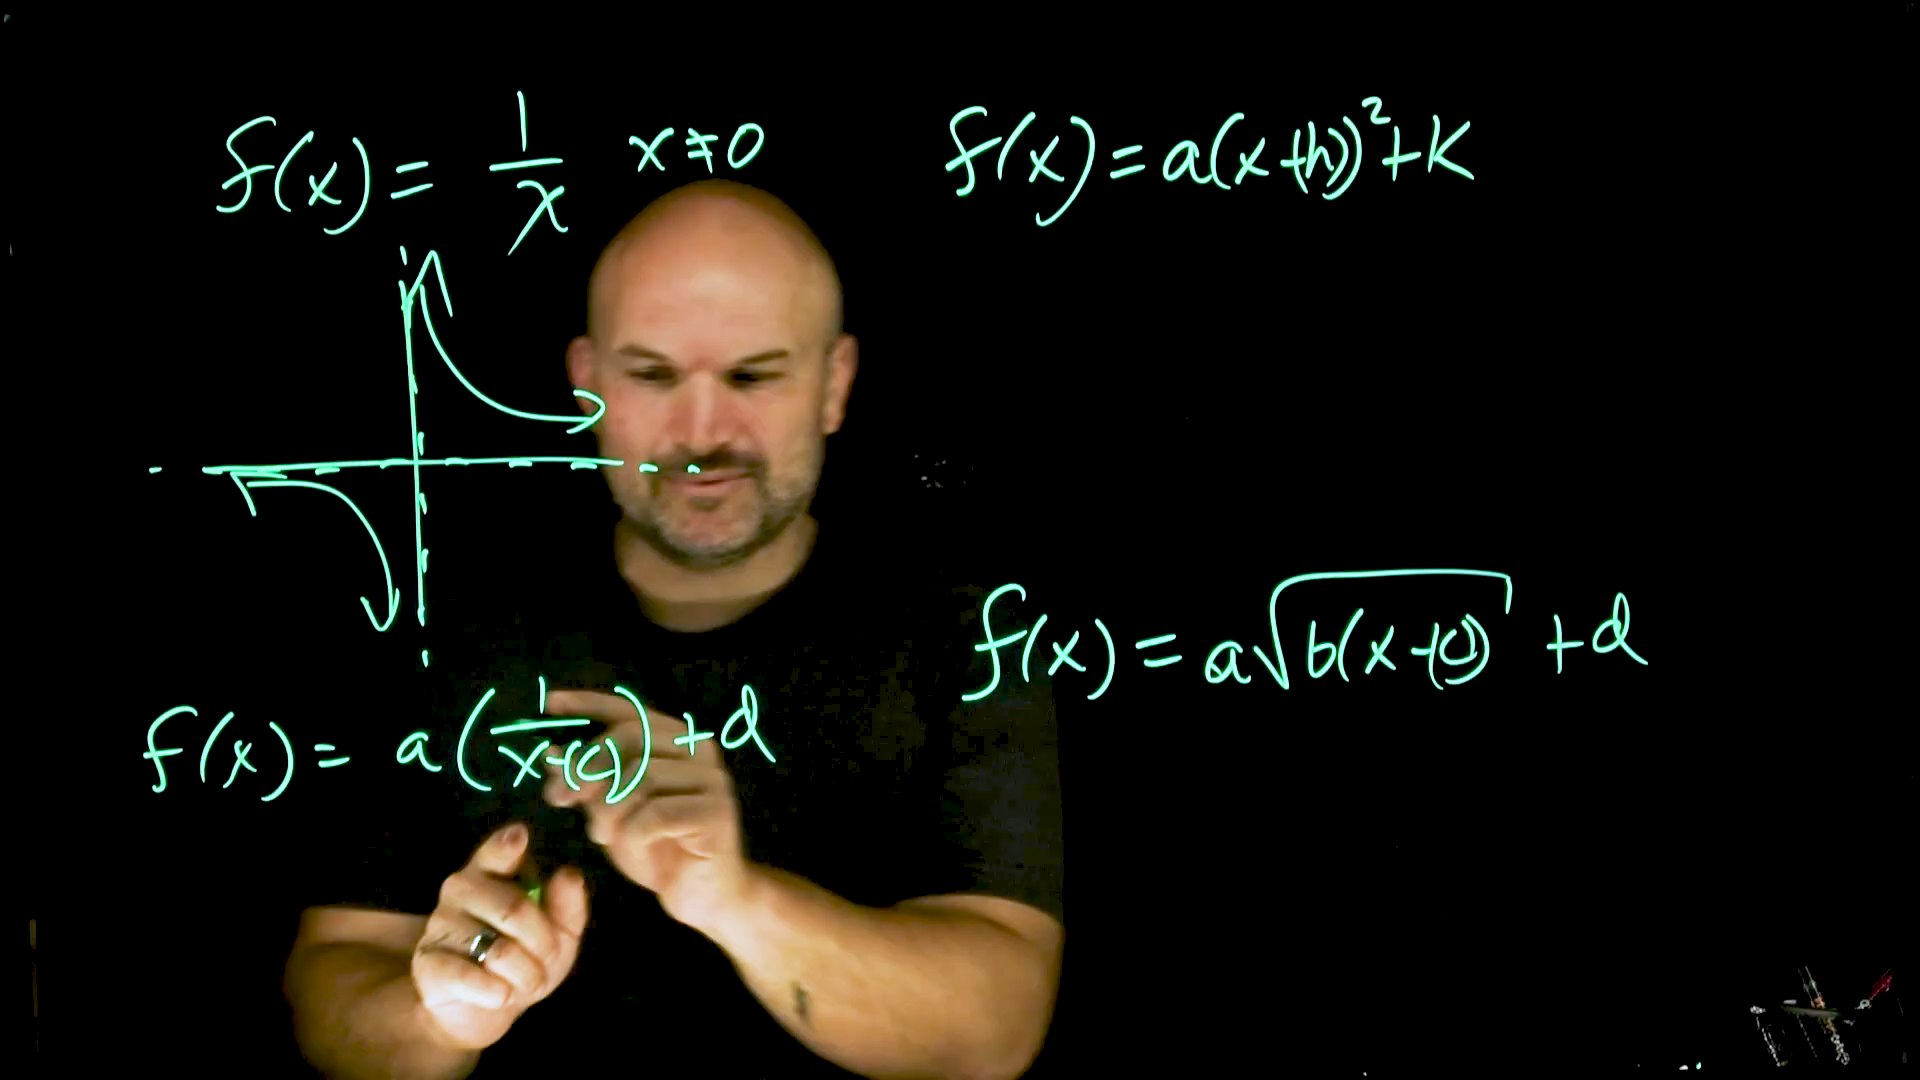 f(x) = 1/x x≠0
f(x) = a(x+(h))²+k
f(x) = a√(b(x+(c))) + d
f(x) = a(1/(x+(c))) + d